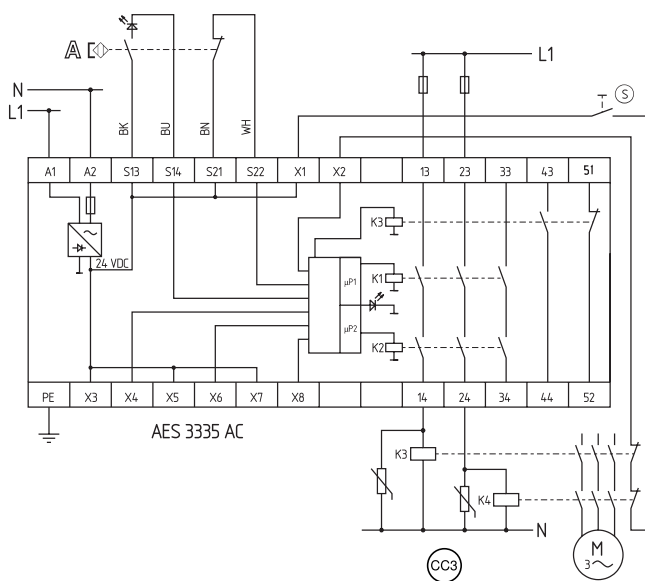 L1
A
S
N
L1
BK
BU
BN
WH
A1 A2 S13 S14 S21 S22 X1 X2 13 23 33 43 51
K3
24 VDC
µP1
K1
µP2
K2
PE X3 X4 X5 X6 X7 X8 14 24 34 44 52
AES 3335 AC
K3
K4
N
M
3~
CC3